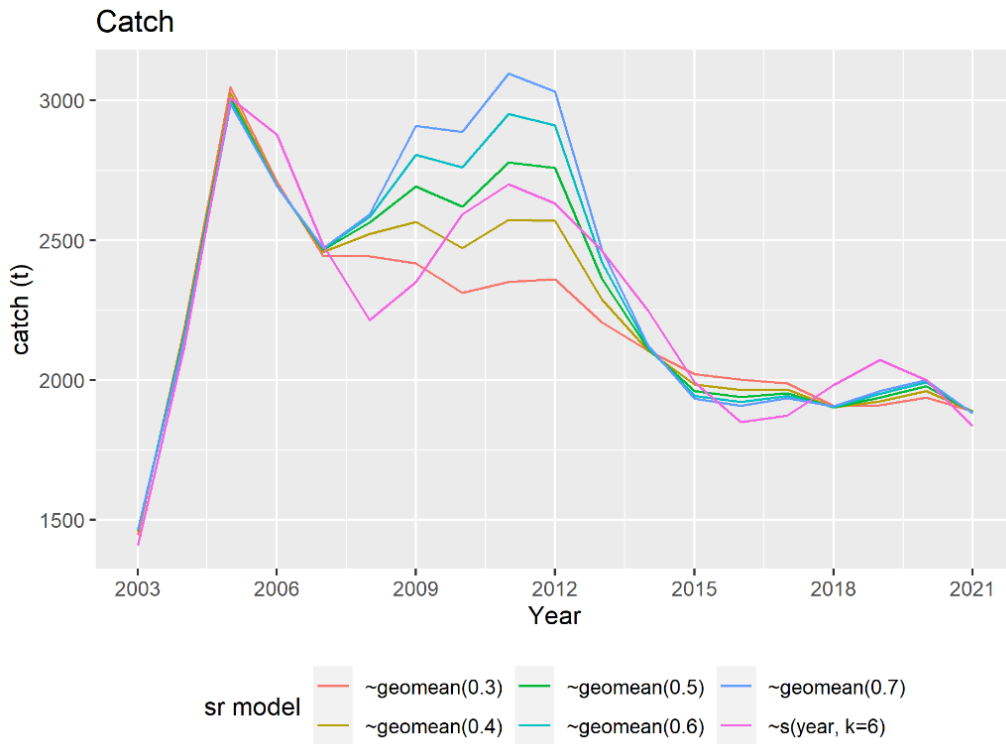 Catch
3000
2500
2000
1500
catch (t)
2003 2006 2009 2012 2015 2018 2021
Year
sr model
~geomean(0.3) ~geomean(0.5) ~geomean(0.7)
~geomean(0.4) ~geomean(0.6) ~s(year, k=6)